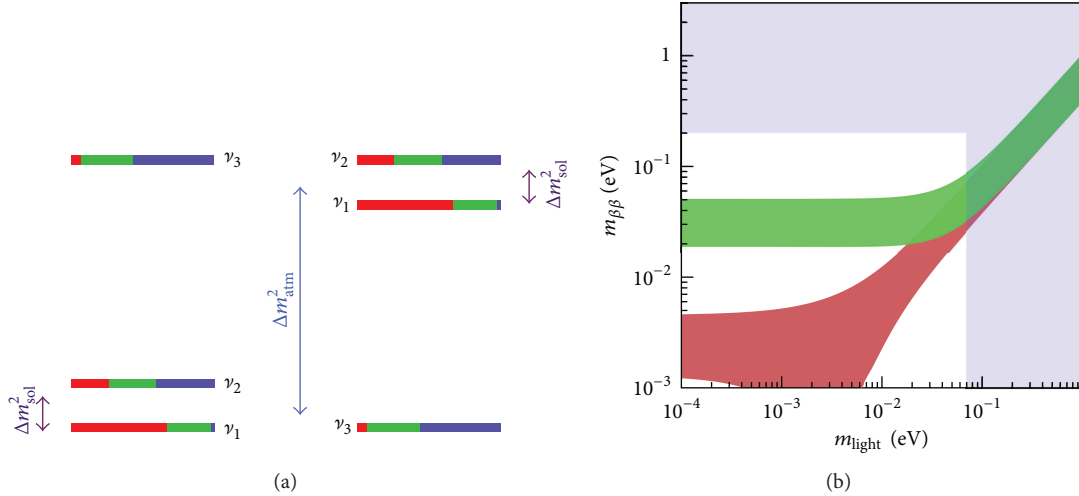 ν₃
ν₂
ν₁
Δm²sol
Δm²atm
ν₂
ν₁
Δm²sol
ν₃
(a)
1
10⁻¹
10⁻²
10⁻³
mββ (eV)
10⁻⁴ 10⁻³ 10⁻² 10⁻¹
mlight (eV)
(b)